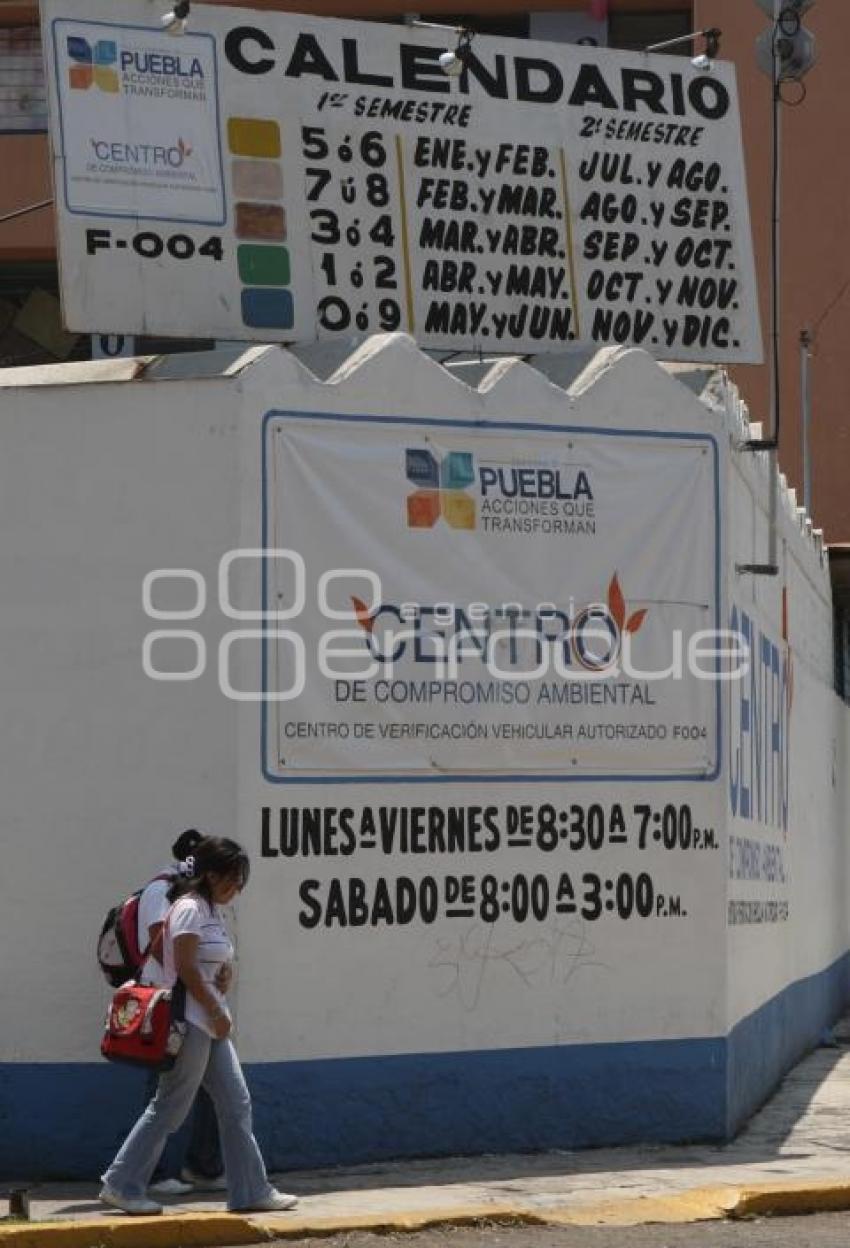 CALENDARIO
PUEBLA
ACCIONES QUE
TRANSFORMAN
CENTRO
DE COMPROMISO AMBIENTAL
F-004
1er SEMESTRE
2º SEMESTRE
5 ó 6 ENE. y FEB. JUL. y AGO.
7 ú 8 FEB. y MAR. AGO. y SEP.
3 ó 4 MAR. y ABR. SEP. y OCT.
1 ó 2 ABR. y MAY. OCT. y NOV.
0 ó 9 MAY. y JUN. NOV. y DIC.
PUEBLA
ACCIONES QUE
TRANSFORMAN
CENTRO
DE COMPROMISO AMBIENTAL
CENTRO DE VERIFICACIÓN VEHICULAR AUTORIZADO F004
agencia
enfoque
LUNES A VIERNES DE 8:30 A 7:00 P.M.
SABADO DE 8:00 A 3:00 P.M.
CENTRO
DE COMPROMISO AMBIENTAL